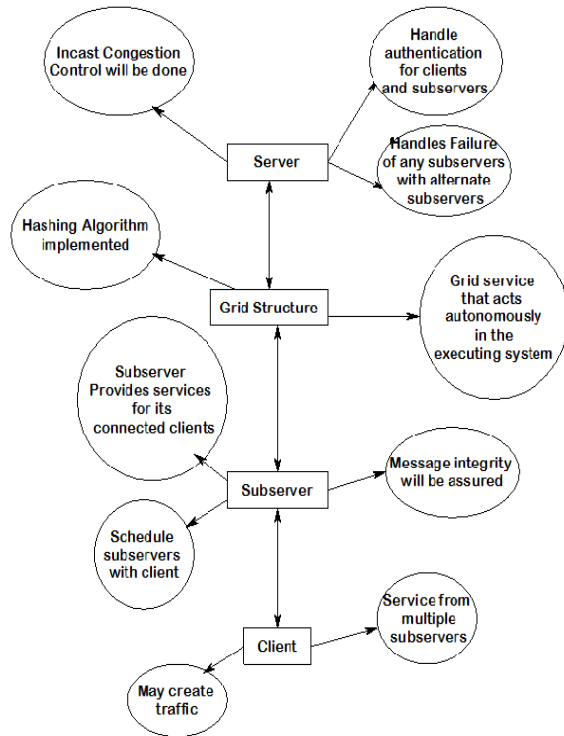 Incast Congestion
Control will be done
Handle
authentication
for clients
and subservers
Server
Handles Failure
of any subservers
with alternate
subservers
Hashing Algorithm
implemented
Grid Structure
Grid service
that acts
autonomously
in the
executing system
Subserver
Provides services
for its
connected clients
Subserver
Message integrity
will be assured
Schedule
subservers
with client
Client
Service from
multiple
subservers
May create
traffic